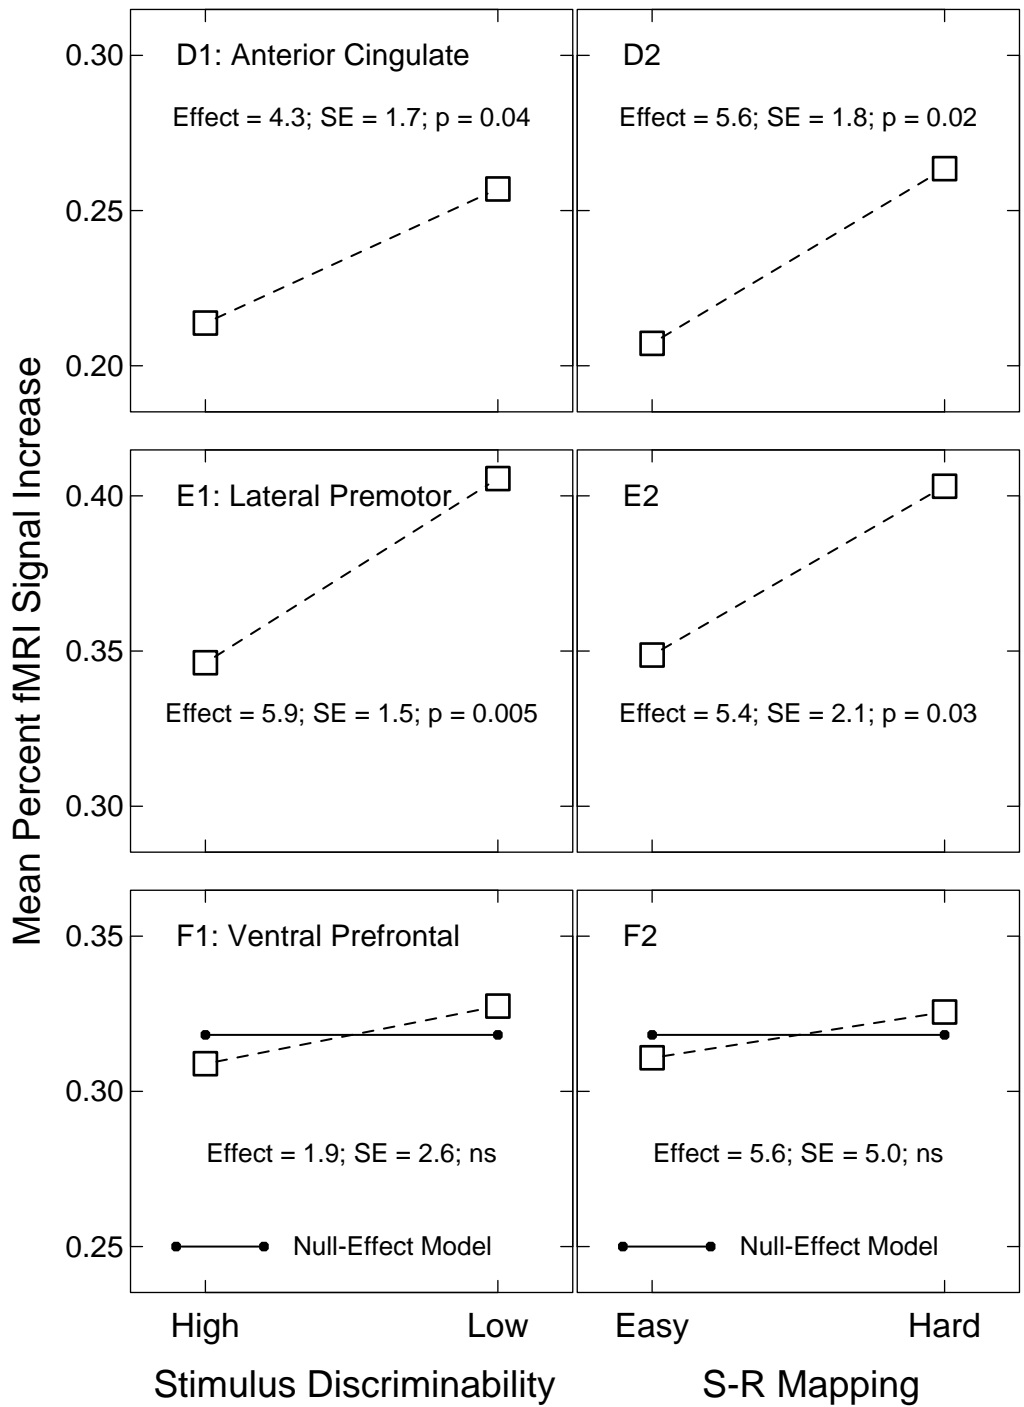 Mean Percent fMRI Signal Increase
D1: Anterior Cingulate
Effect = 4.3; SE = 1.7; p = 0.04
0.30
0.25
0.20
D2
Effect = 5.6; SE = 1.8; p = 0.02
E1: Lateral Premotor
Effect = 5.9; SE = 1.5; p = 0.005
0.40
0.35
0.30
E2
Effect = 5.4; SE = 2.1; p = 0.03
F1: Ventral Prefrontal
Effect = 1.9; SE = 2.6; ns
Null-Effect Model
0.35
0.30
0.25
F2
Effect = 5.6; SE = 5.0; ns
Null-Effect Model
High
Low
Easy
Hard
Stimulus Discriminability
S-R Mapping